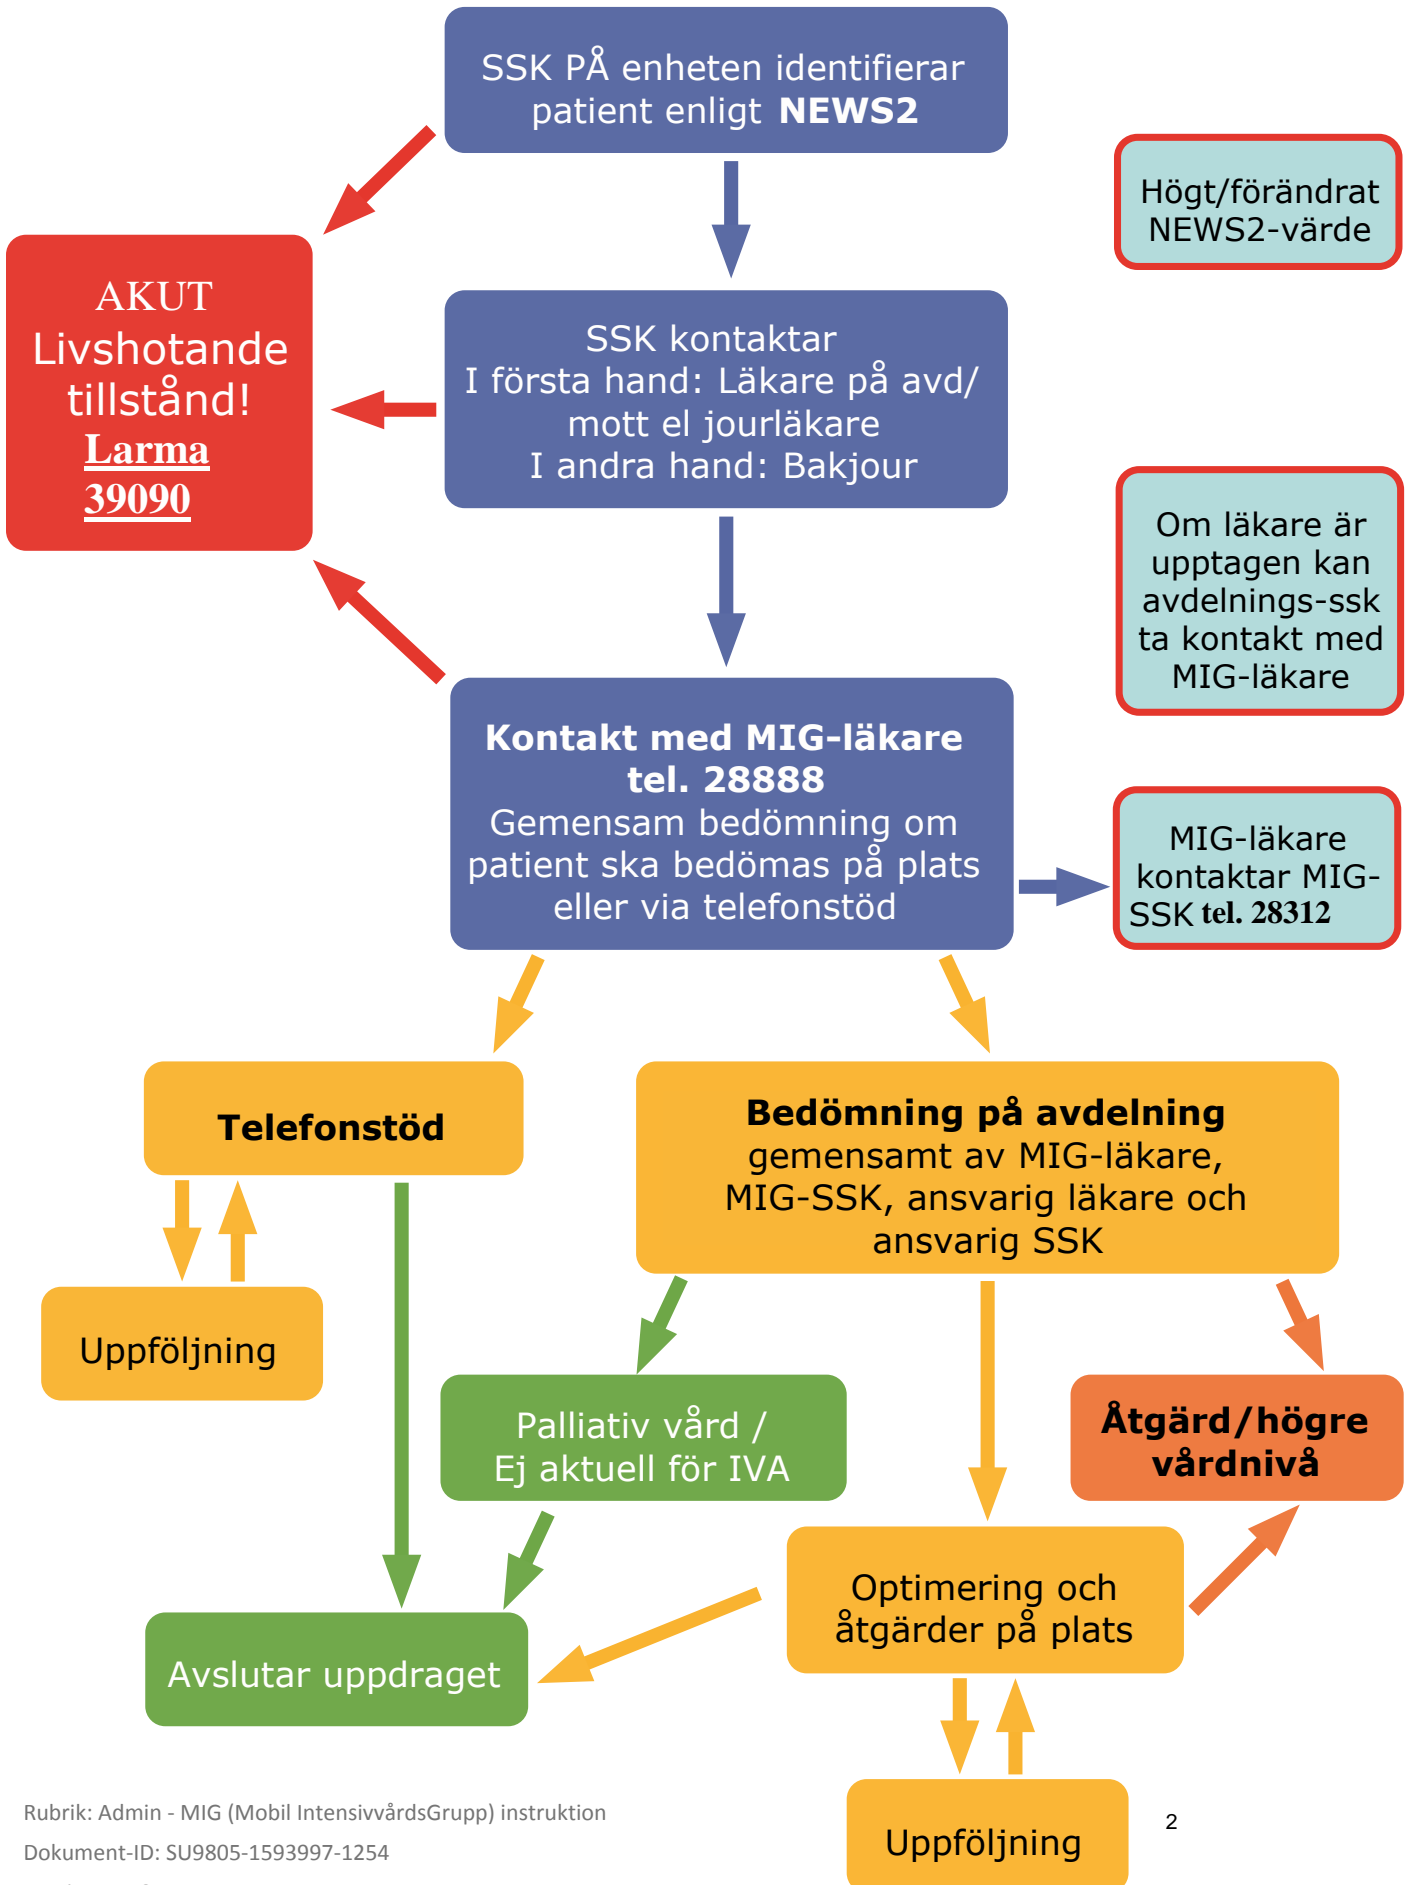 SSK PÅ enheten identifierar
patient enligt NEWS2
Högt/förändrat
NEWS2-värde
AKUT
Livshotande
tillstånd!
Larma
39090
SSK kontaktar
I första hand: Läkare på avd/
mott el jourläkare
I andra hand: Bakjour
Om läkare är
upptagen kan
avdelnings-ssk
ta kontakt med
MIG-läkare
Kontakt med MIG-läkare
tel. 28888
Gemensam bedömning om
patient ska bedömas på plats
eller via telefonstöd
MIG-läkare
kontaktar MIG-
SSK tel. 28312
Telefonstöd
Bedömning på avdelning
gemensamt av MIG-läkare,
MIG-SSK, ansvarig läkare och
ansvarig SSK
Uppföljning
Palliativ vård /
Ej aktuell för IVA
Åtgärd/högre
vårdnivå
Optimering och
åtgärder på plats
Avslutar uppdraget
Uppföljning
Rubrik: Admin - MIG (Mobil IntensivvårdsGrupp) instruktion
Dokument-ID: SU9805-1593997-1254
2